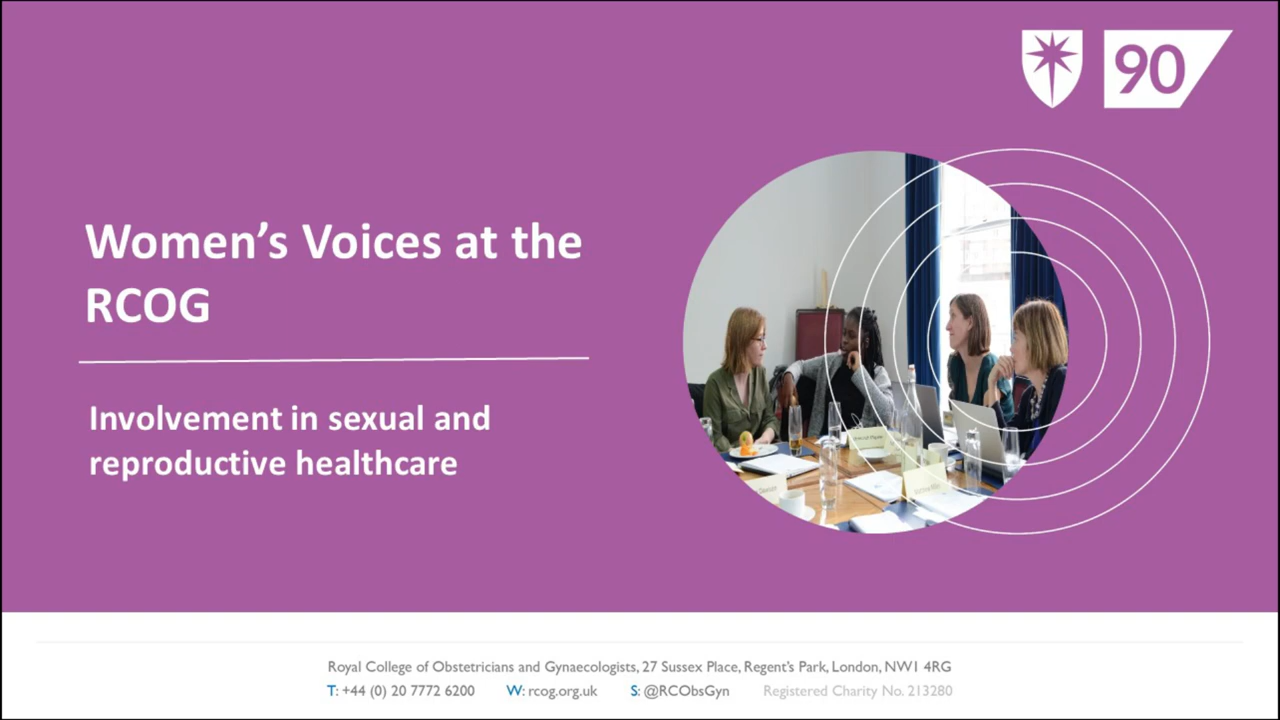 90
Women’s Voices at the
RCOG
Involvement in sexual and
reproductive healthcare
Royal College of Obstetricians and Gynaecologists, 27 Sussex Place, Regent’s Park, London, NW1 4RG
T: +44 (0) 20 7772 6200 W: rcog.org.uk S: @RCObsGyn Registered Charity No. 213280